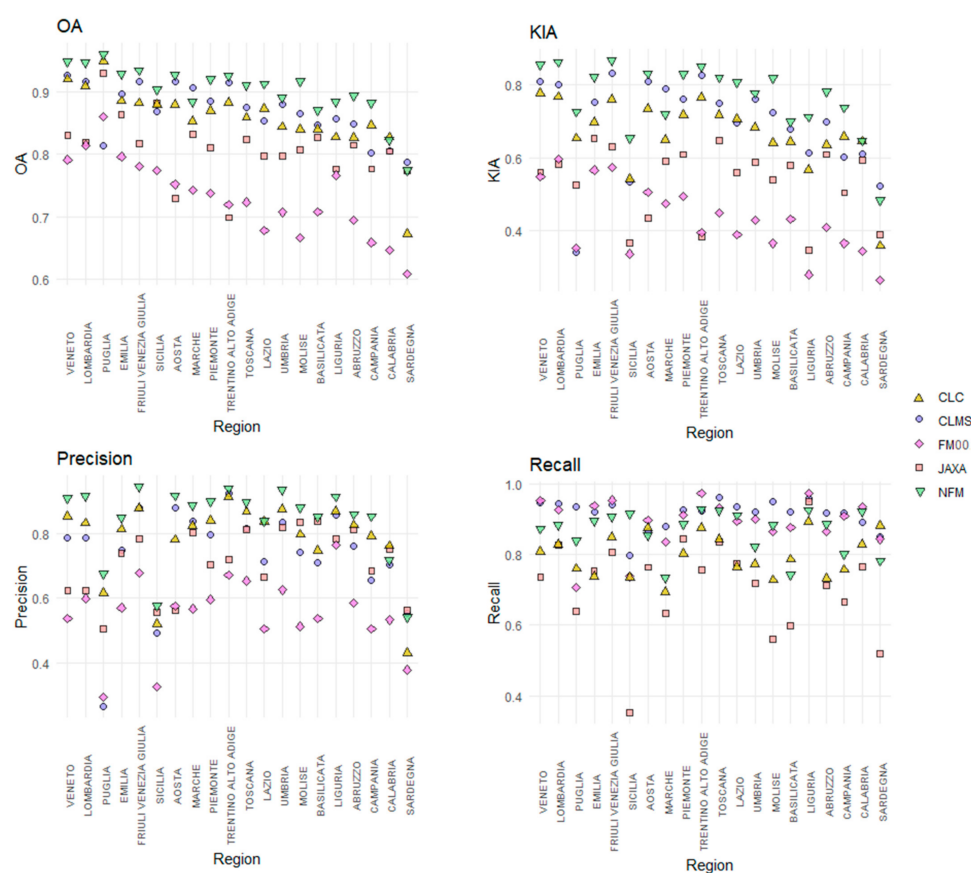 OA
OA
0.9
0.8
0.7
0.6
VENETO
LOMBARDIA
PUGLIA
EMILIA
FRIULI VENEZIA GIULIA
SICILIA
AOSTA
MARCHE
PIEMONTE
TRENTINO ALTO ADIGE
TOSCANA
LAZIO
UMBRIA
MOLISE
BASILICATA
LIGURIA
ABRUZZO
CAMPANIA
CALABRIA
SARDEGNA
Region
KIA
KIA
0.8
0.6
0.4
VENETO
LOMBARDIA
PUGLIA
EMILIA
FRIULI VENEZIA GIULIA
SICILIA
AOSTA
MARCHE
PIEMONTE
TRENTINO ALTO ADIGE
TOSCANA
LAZIO
UMBRIA
MOLISE
BASILICATA
LIGURIA
ABRUZZO
CAMPANIA
CALABRIA
SARDEGNA
Region
CLC
CLMS
FM00
JAXA
NFM
Precision
Precision
0.8
0.6
0.4
VENETO
LOMBARDIA
PUGLIA
EMILIA
FRIULI VENEZIA GIULIA
SICILIA
AOSTA
MARCHE
PIEMONTE
TRENTINO ALTO ADIGE
TOSCANA
LAZIO
UMBRIA
MOLISE
BASILICATA
LIGURIA
ABRUZZO
CAMPANIA
CALABRIA
SARDEGNA
Region
Recall
Recall
1.0
0.8
0.6
0.4
VENETO
LOMBARDIA
PUGLIA
EMILIA
FRIULI VENEZIA GIULIA
SICILIA
AOSTA
MARCHE
PIEMONTE
TRENTINO ALTO ADIGE
TOSCANA
LAZIO
UMBRIA
MOLISE
BASILICATA
LIGURIA
ABRUZZO
CAMPANIA
CALABRIA
SARDEGNA
Region